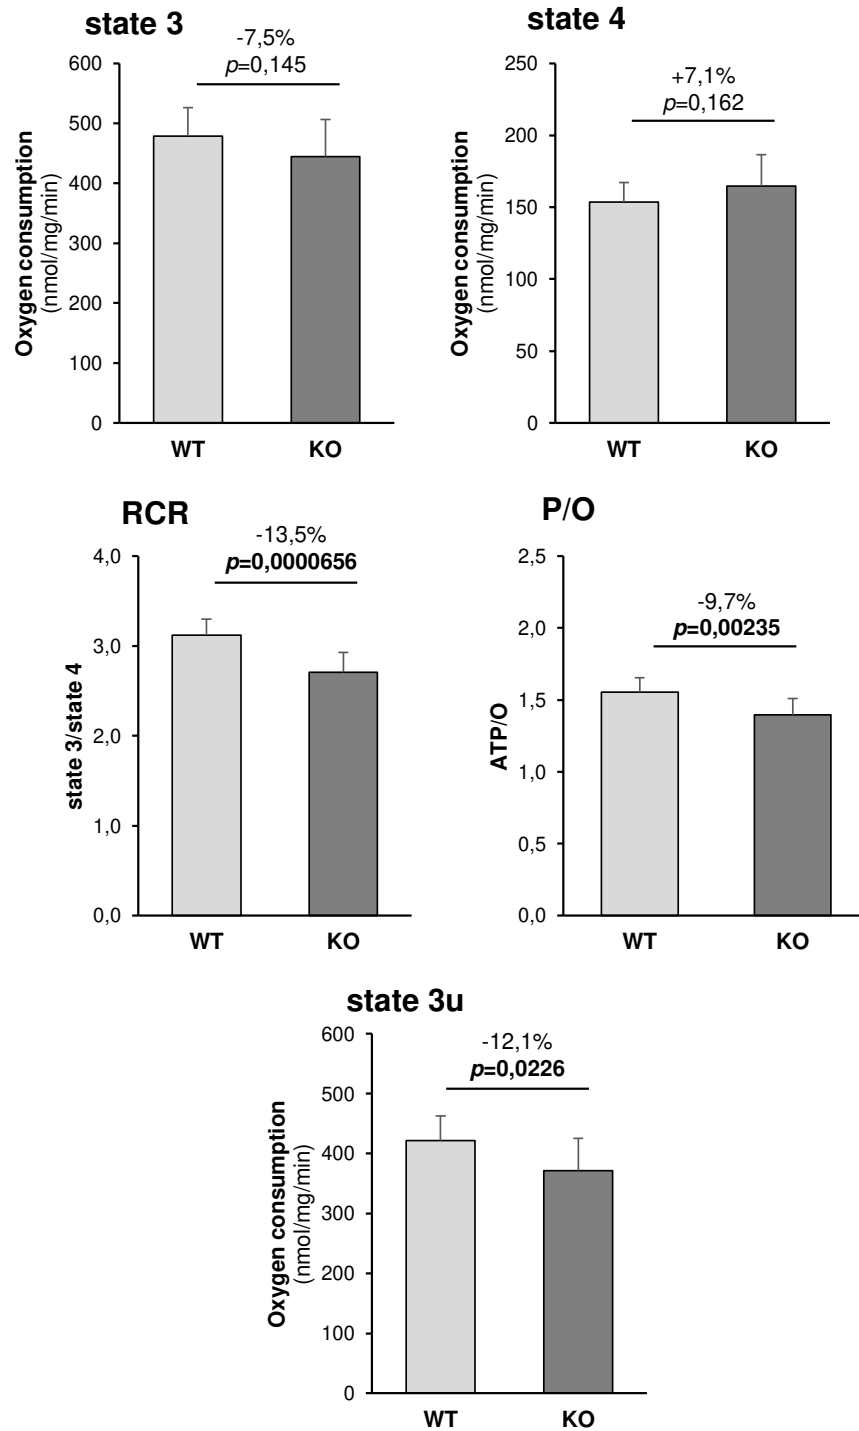 state 3
-7,5%
p=0,145
600
500
400
300
200
100
0
Oxygen consumption
(nmol/mg/min)
WT KO
state 4
+7,1%
p=0,162
250
200
150
100
50
0
Oxygen consumption
(nmol/mg/min)
WT KO
RCR
-13,5%
p=0,0000656
4,0
3,0
2,0
1,0
0,0
state 3/state 4
WT KO
P/O
-9,7%
p=0,00235
2,5
2,0
1,5
1,0
0,5
0,0
ATP/O
WT KO
state 3u
-12,1%
p=0,0226
600
500
400
300
200
100
0
Oxygen consumption
(nmol/mg/min)
WT KO